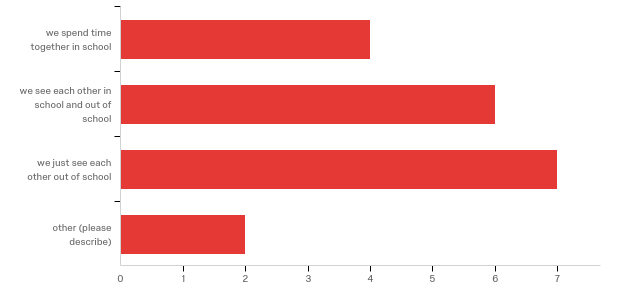 we spend time
together in school
we see each other in
school and out of
school
we just see each
other out of school
other (please
describe)
0 1 2 3 4 5 6 7